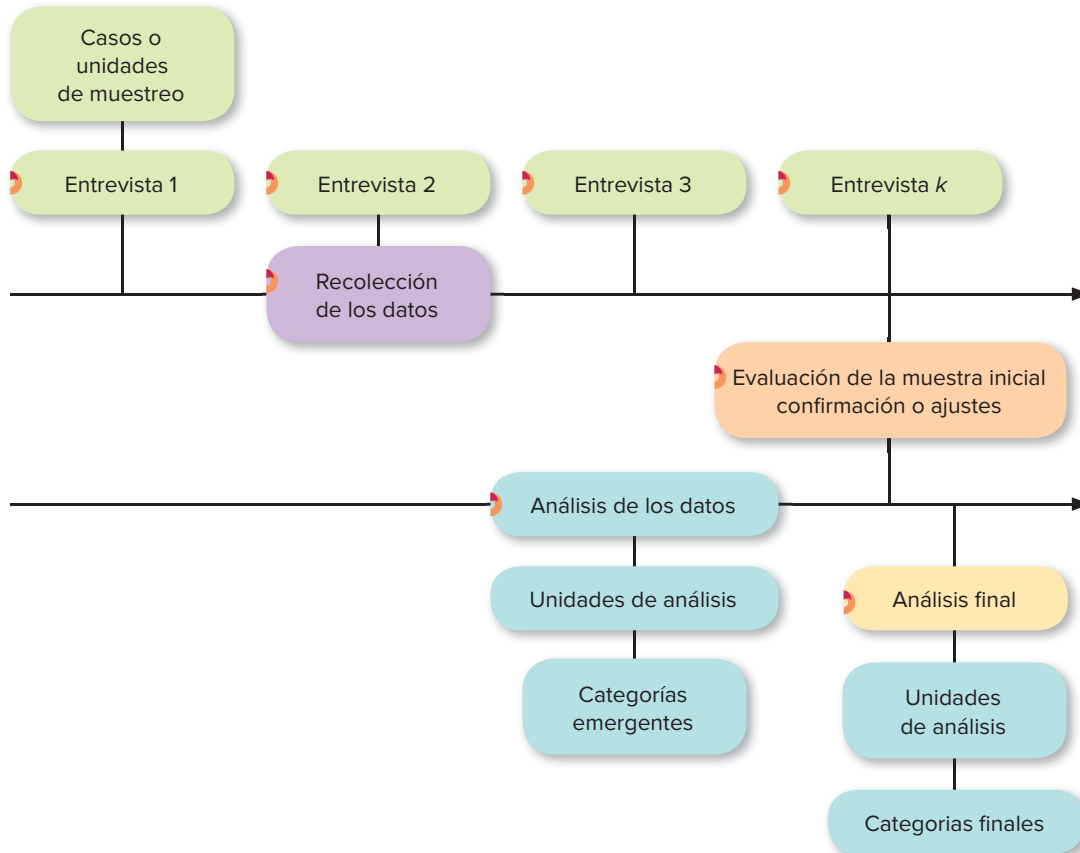 Casos o
unidades
de muestreo
Entrevista 1
Entrevista 2
Entrevista 3
Entrevista k
Recolección
de los datos
Evaluación de la muestra inicial
confirmación o ajustes
Análisis de los datos
Unidades de análisis
Análisis final
Categorías
emergentes
Unidades
de análisis
Categorias finales